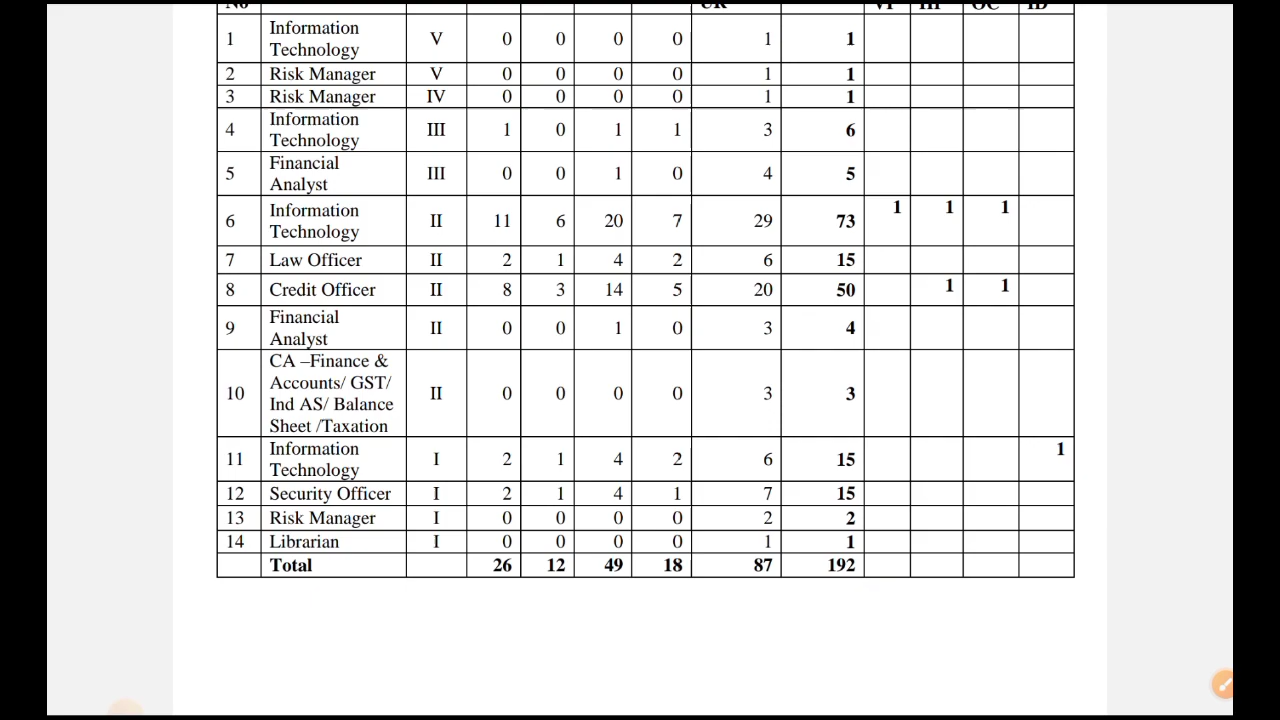 No UR VI HI OC ID
1 Information Technology V 0 0 0 0 1 1
2 Risk Manager V 0 0 0 0 1 1
3 Risk Manager IV 0 0 0 0 1 1
4 Information Technology III 1 0 1 1 3 6
5 Financial Analyst III 0 0 1 0 4 5
6 Information Technology II 11 6 20 7 29 73 1 1 1
7 Law Officer II 2 1 4 2 6 15
8 Credit Officer II 8 3 14 5 20 50 1 1
9 Financial Analyst II 0 0 1 0 3 4
10 CA –Finance & Accounts/ GST/ Ind AS/ Balance Sheet /Taxation II 0 0 0 0 3 3
11 Information Technology I 2 1 4 2 6 15 1
12 Security Officer I 2 1 4 1 7 15
13 Risk Manager I 0 0 0 0 2 2
14 Librarian I 0 0 0 0 1 1
Total 26 12 49 18 87 192